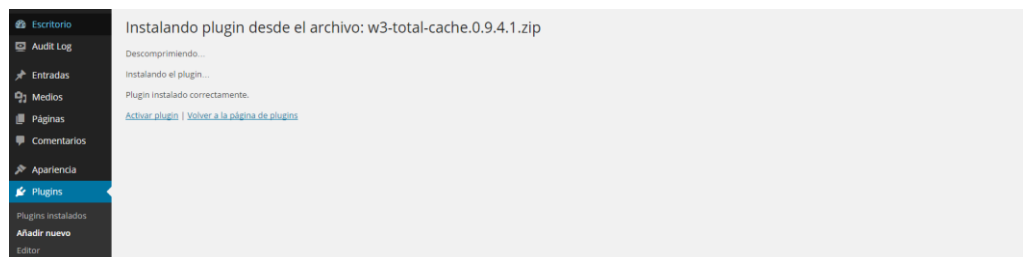 Escritorio
Audit Log
Entradas
Medios
Páginas
Comentarios
Apariencia
Plugins
Plugins instalados
Añadir nuevo
Editor
Instalando plugin desde el archivo: w3-total-cache.0.9.4.1.zip
Descomprimiendo...
Instalando el plugin...
Plugin instalado correctamente.
Activar plugin | Volver a la página de plugins